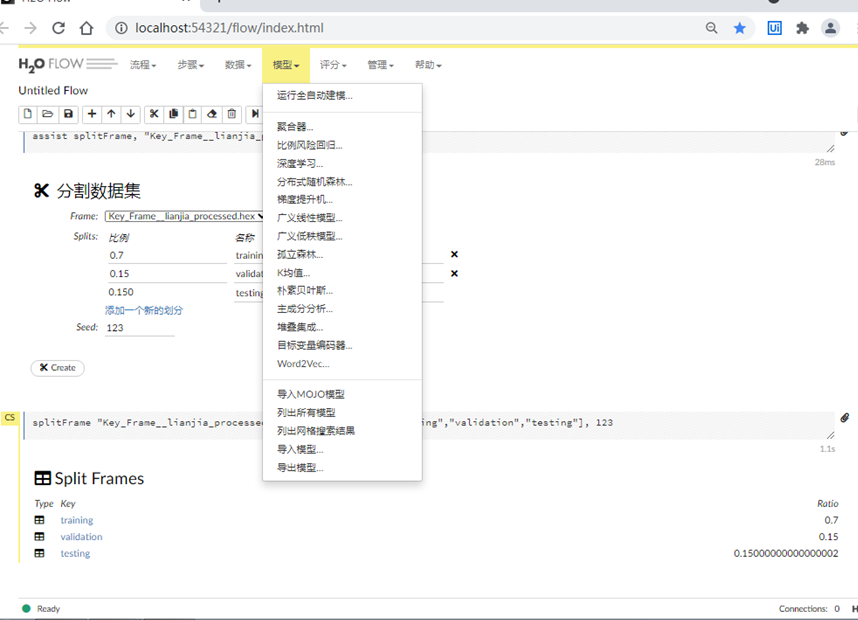 localhost:54321/flow/index.html
Ui
H2O FLOW 流程 步骤 数据 模型 评分 管理 帮助
Untitled Flow
运行全自动建模...
聚合器...
比例风险回归...
深度学习...
分布式随机森林...
梯度提升机...
广义线性模型...
广义低秩模型...
孤立森林...
K均值...
朴素贝叶斯...
主成分分析...
堆叠集成...
目标变量编码器...
Word2Vec...
导入MOJO模型
列出所有模型
列出网格搜索结果
导入模型...
导出模型...
assist splitFrame, "Key_Frame__lianjia_p
28ms
分割数据集
Frame: Key_Frame__lianjia_processed.hex
Splits: 比例 名称
0.7 trainin
0.15 validat
0.150 testing
添加一个新的划分
Seed: 123
Create
CS
splitFrame "Key_Frame__lianjia_processed ing","validation","testing"], 123
1.1s
Split Frames
Type Key Ratio
training 0.7
validation 0.15
testing 0.15000000000000002
Ready Connections: 0 H